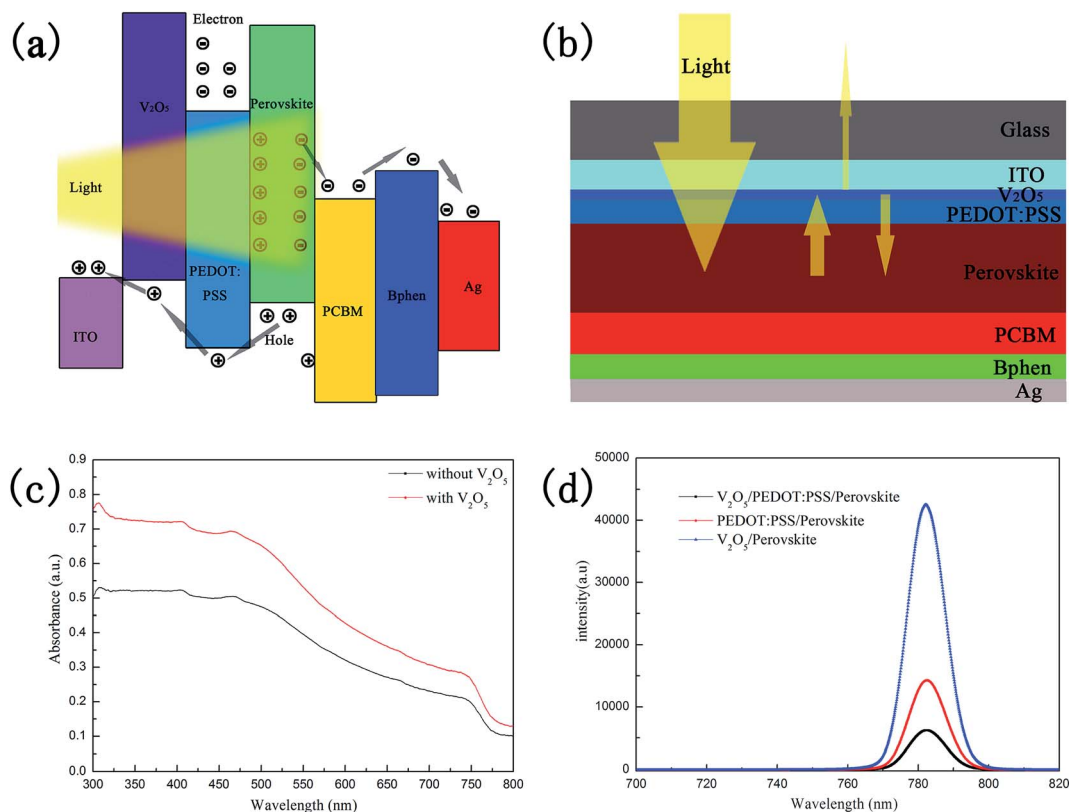 (a)
Electron
V₂O₅
Perovskite
Light
PEDOT:
PSS
ITO
Hole
PCBM
Bphen
Ag
(b)
Light
Glass
ITO
V₂O₅
PEDOT:PSS
Perovskite
PCBM
Bphen
Ag
(c)
0.9
0.8
0.7
0.6
0.5
0.4
0.3
0.2
0.1
0.0
Absorbance (a.u.)
without V₂O₅
with V₂O₅
300 350 400 450 500 550 600 650 700 750 800
Wavelength (nm)
(d)
50000
40000
30000
20000
10000
0
intensity(a.u)
V₂O₅/PEDOT:PSS/Perovskite
PEDOT:PSS/Perovskite
V₂O₅/Perovskite
700 720 740 760 780 800 820
Wavelength (nm)